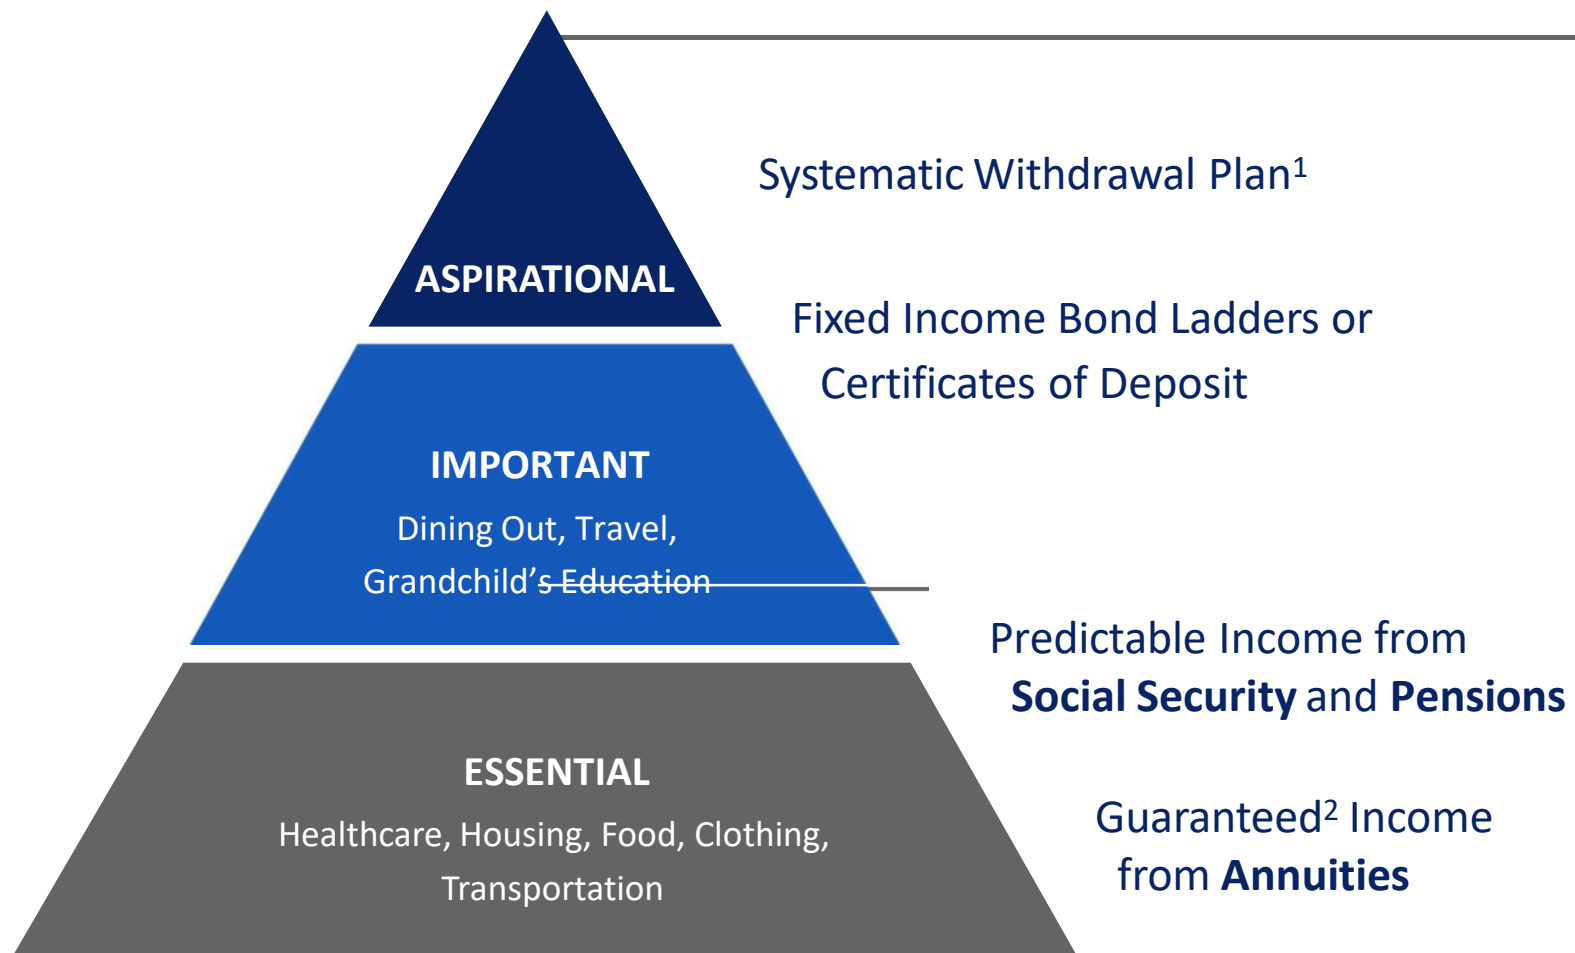 Systematic Withdrawal Plan¹
ASPIRATIONAL
Fixed Income Bond Ladders or
Certificates of Deposit
IMPORTANT
Dining Out, Travel,
Grandchild’s Education
Predictable Income from
Social Security and Pensions
ESSENTIAL
Healthcare, Housing, Food, Clothing,
Transportation
Guaranteed² Income
from Annuities